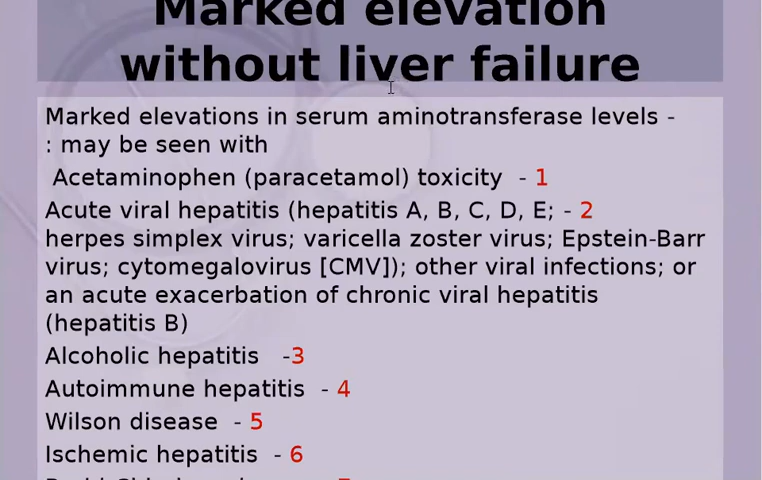 Marked elevation
without liver failure
Marked elevations in serum aminotransferase levels -
: may be seen with
Acetaminophen (paracetamol) toxicity - 1
Acute viral hepatitis (hepatitis A, B, C, D, E; - 2
herpes simplex virus; varicella zoster virus; Epstein-Barr
virus; cytomegalovirus [CMV]); other viral infections; or
an acute exacerbation of chronic viral hepatitis
(hepatitis B)
Alcoholic hepatitis -3
Autoimmune hepatitis - 4
Wilson disease - 5
Ischemic hepatitis - 6